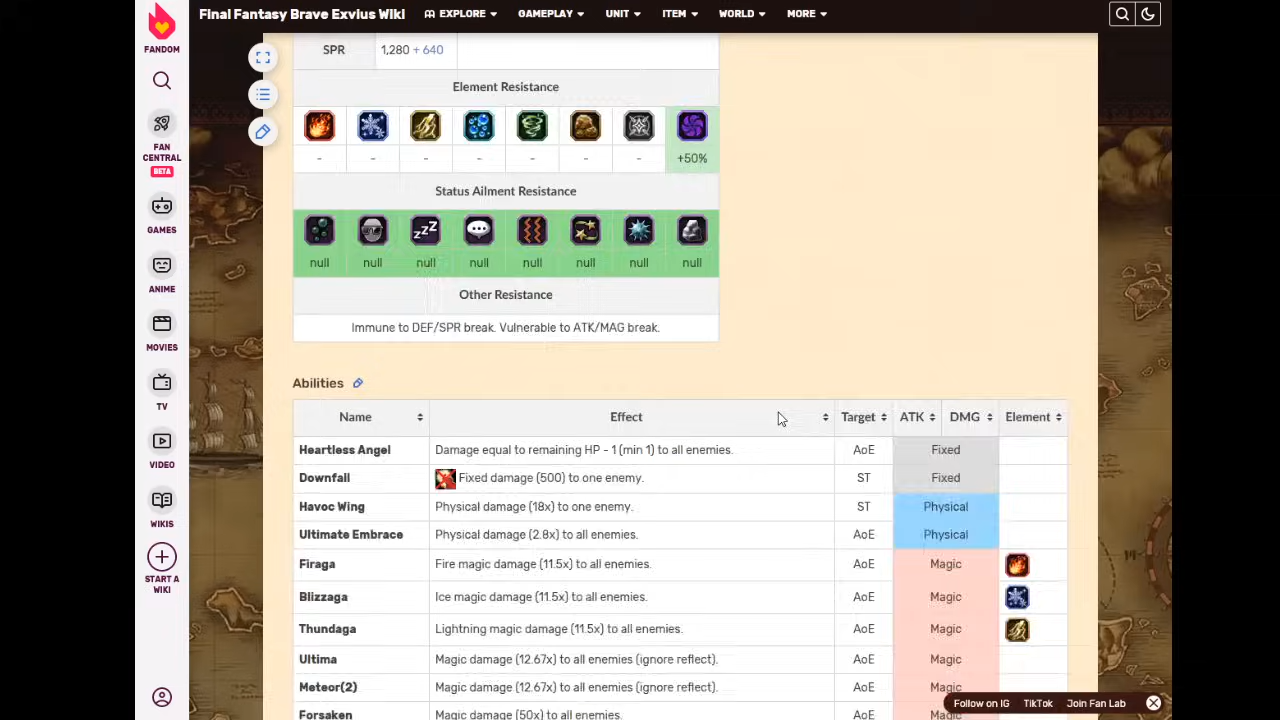 Final Fantasy Brave Exvius Wiki
EXPLORE
GAMEPLAY
UNIT
ITEM
WORLD
MORE
FANDOM
FAN CENTRAL
BETA
GAMES
ANIME
MOVIES
TV
VIDEO
WIKIS
START A WIKI
SPR 1,280 + 640
Element Resistance
- - - - - - - +50%
Status Ailment Resistance
zZZ
null null null null null null null null
Other Resistance
Immune to DEF/SPR break. Vulnerable to ATK/MAG break.
Abilities
Name Effect Target ATK DMG Element
Heartless Angel Damage equal to remaining HP - 1 (min 1) to all enemies. AoE Fixed
Downfall Fixed damage (500) to one enemy. ST Fixed
Havoc Wing Physical damage (18x) to one enemy. ST Physical
Ultimate Embrace Physical damage (2.8x) to all enemies. AoE Physical
Firaga Fire magic damage (11.5x) to all enemies. AoE Magic
Blizzaga Ice magic damage (11.5x) to all enemies. AoE Magic
Thundaga Lightning magic damage (11.5x) to all enemies. AoE Magic
Ultima Magic damage (12.67x) to all enemies (ignore reflect). AoE Magic
Meteor(2) Magic damage (12.67x) to all enemies (ignore reflect). AoE Magic
Forsaken Magic damage (50x) to all enemies. AoE
Follow on IG TikTok Join Fan Lab